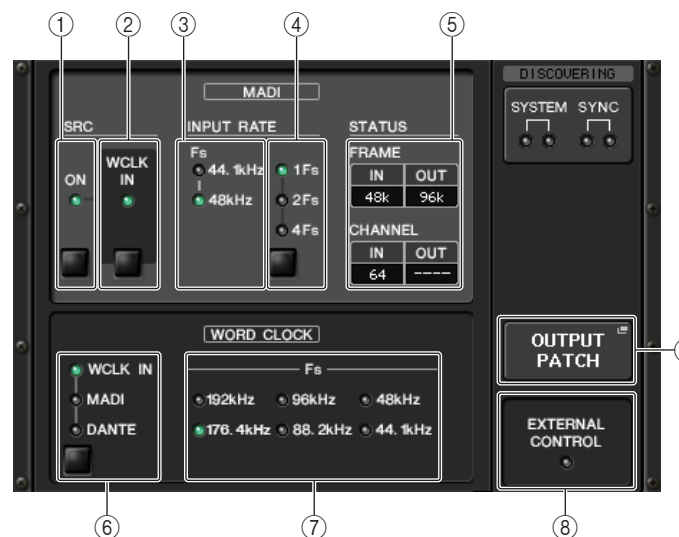 ① ② ③ ④ ⑤
DISCOVERING
MADI
SYSTEM SYNC
SRC INPUT RATE STATUS
ON
WCLK IN
Fs
44.1kHz
48kHz
1Fs
2Fs
4Fs
FRAME
IN OUT
48k 96k
CHANNEL
IN OUT
64 ----
WORD CLOCK
WCLK IN
MADI
DANTE
Fs
192kHz 96kHz 48kHz
176.4kHz 88.2kHz 44.1kHz
OUTPUT
PATCH
EXTERNAL
CONTROL
⑥ ⑦ ⑧